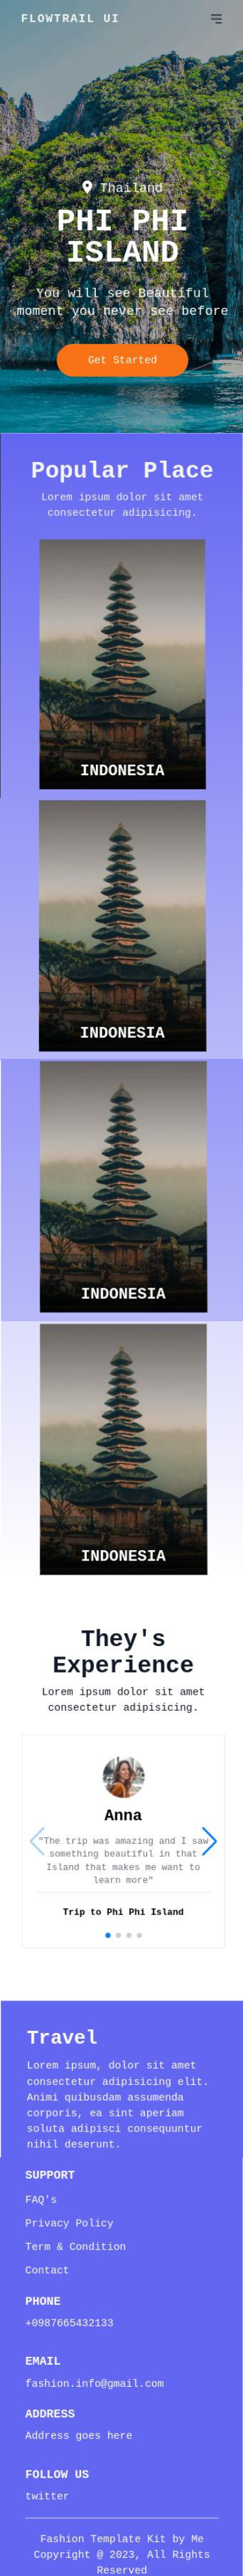 FLOWTRAIL UI
Thailand
PHI PHI
ISLAND
You will see Beautiful
moment you never see before
Get Started
Popular Place
Lorem ipsum dolor sit amet
consectetur adipisicing.
INDONESIA
INDONESIA
INDONESIA
INDONESIA
They's
Experience
Lorem ipsum dolor sit amet
consectetur adipisicing.
Anna
"The trip was amazing and I saw
something beautiful in that
Island that makes me want to
learn more"
Trip to Phi Phi Island
Travel
Lorem ipsum, dolor sit amet
consectetur adipisicing elit.
Animi quibusdam assumenda
corporis, ea sint aperiam
soluta adipisci consequuntur
nihil deserunt.
SUPPORT
FAQ's
Privacy Policy
Term & Condition
Contact
PHONE
+0987665432133
EMAIL
fashion.info@gmail.com
ADDRESS
Address goes here
FOLLOW US
twitter
Fashion Template Kit by Me
Copyright @ 2023, All Rights
Reserved